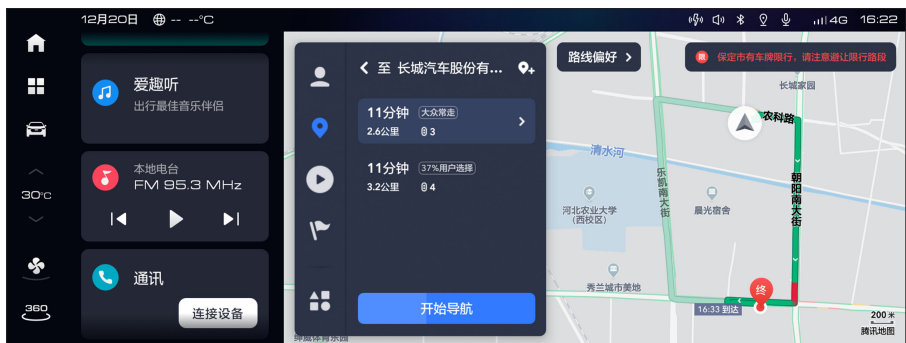 12月20日 -- --°C
4G 16:22
30°C
360
爱趣听
出行最佳音乐伴侣
本地电台
FM 95.3 MHz
通讯
连接设备
至 长城汽车股份有...
11分钟 大众常走
2.6公里 3
11分钟 37%用户选择
3.2公里 4
开始导航
路线偏好
限 保定市有车牌限行，请注意避让限行路段
长城家园
农科路
清水河
乐凯南大街
朝阳南大街
河北农业大学
(西校区)
晨光宿舍
秀兰城市美地
终
16:33 到达
200米
腾讯地图